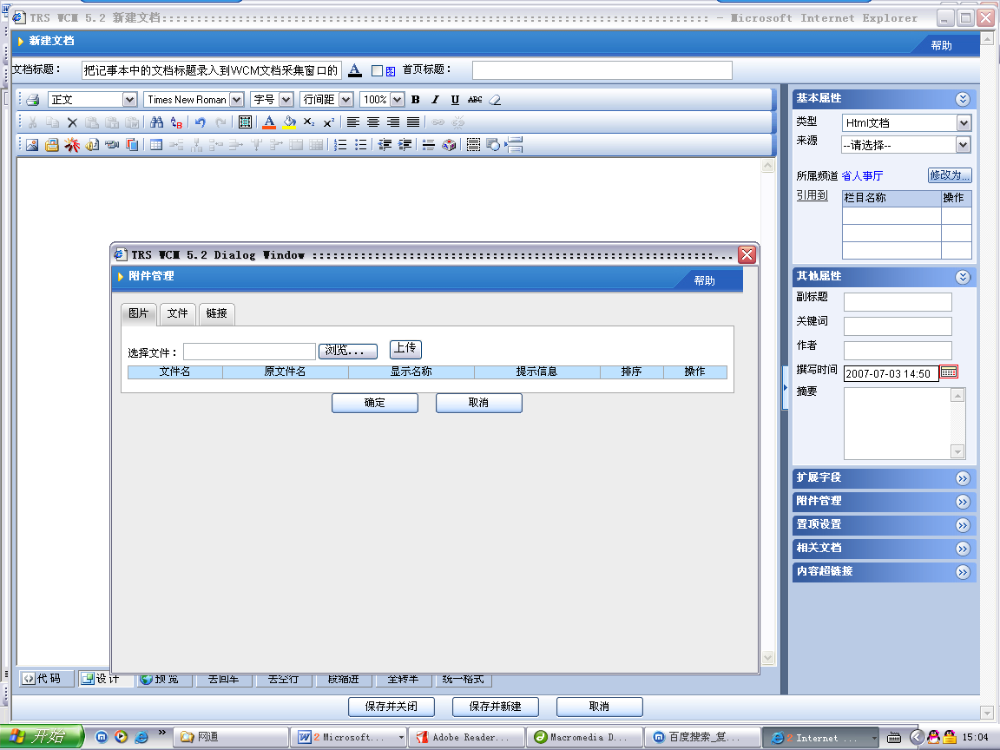 TRS WCM 5.2 新建文档:::::::::::::::::::::::::::::::::::::::::::::::::::::::::::::::::::::::::::::::::::: - Microsoft Internet Explorer
新建文档
帮助
文档标题： 把记事本中的文档标题录入到WCM文档采集窗口的 A 图 首页标题：
正文 Times New Roman 字号 行间距 100% B I U ABC
基本属性
类型 Html文档
来源 --请选择--
所属频道 省人事厅 修改为...
引用到 栏目名称 操作
其他属性
副标题
关键词
作者
撰写时间 2007-07-03 14:50
摘要
扩展字段
附件管理
置顶设置
相关文档
内容超链接
TRS WCM 5.2 Dialog Window ::::::::::::::::::::::::::::::::::::::::::::::::::::::::::...
附件管理
帮助
图片 文件 链接
选择文件： 浏览... 上传
文件名 原文件名 显示名称 提示信息 排序 操作
确定 取消
代码 设计 预览 去回车 去空行 段缩进 全转半 统一格式
保存并关闭 保存并新建 取消
开始 网通 2 Microsoft... Adobe Reader... Macromedia D... 百度搜索_复... Internet ... 15:04